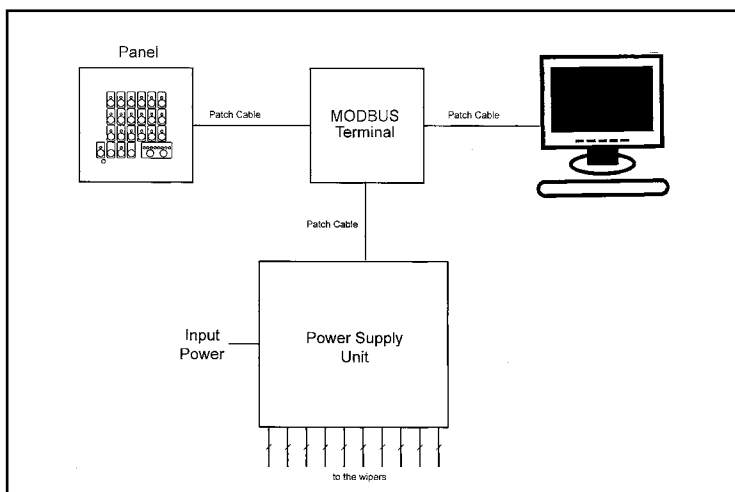 Panel
Patch Cable
MODBUS
Terminal
Patch Cable
Patch Cable
Input
Power
Power Supply
Unit
to the wipers